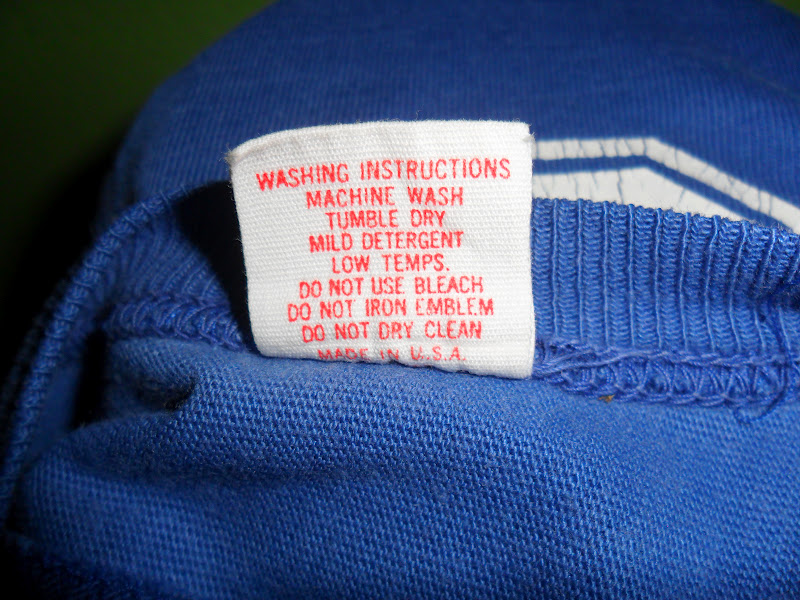 WASHING INSTRUCTIONS
MACHINE WASH
TUMBLE DRY
MILD DETERGENT
LOW TEMPS.
DO NOT USE BLEACH
DO NOT IRON EMBLEM
DO NOT DRY CLEAN
MADE IN U.S.A.